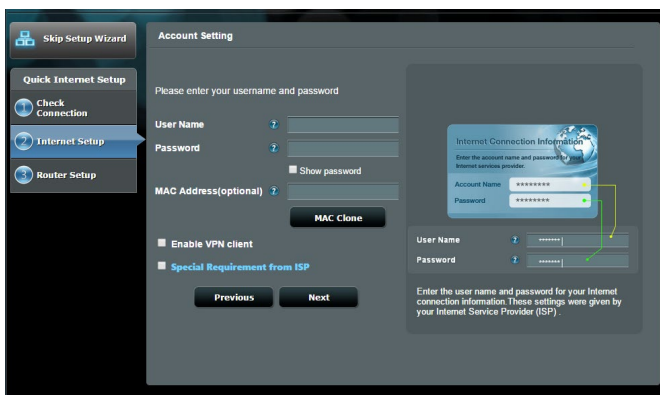 Skip Setup Wizard
Quick Internet Setup
1 Check
Connection
2 Internet Setup
3 Router Setup
Account Setting
Please enter your username and password
User Name ?
Password ?
Show password
MAC Address(optional) ?
MAC Clone
Enable VPN client
Special Requirement from ISP
Previous
Next
Internet Connection Information
Enter the account name and password for your
Internet services provider.
Account Name ********
Password ********
User Name ? ·······|
Password ? ·······|
Enter the user name and password for your Internet
connection information.These settings were given by
your Internet Service Provider (ISP) .